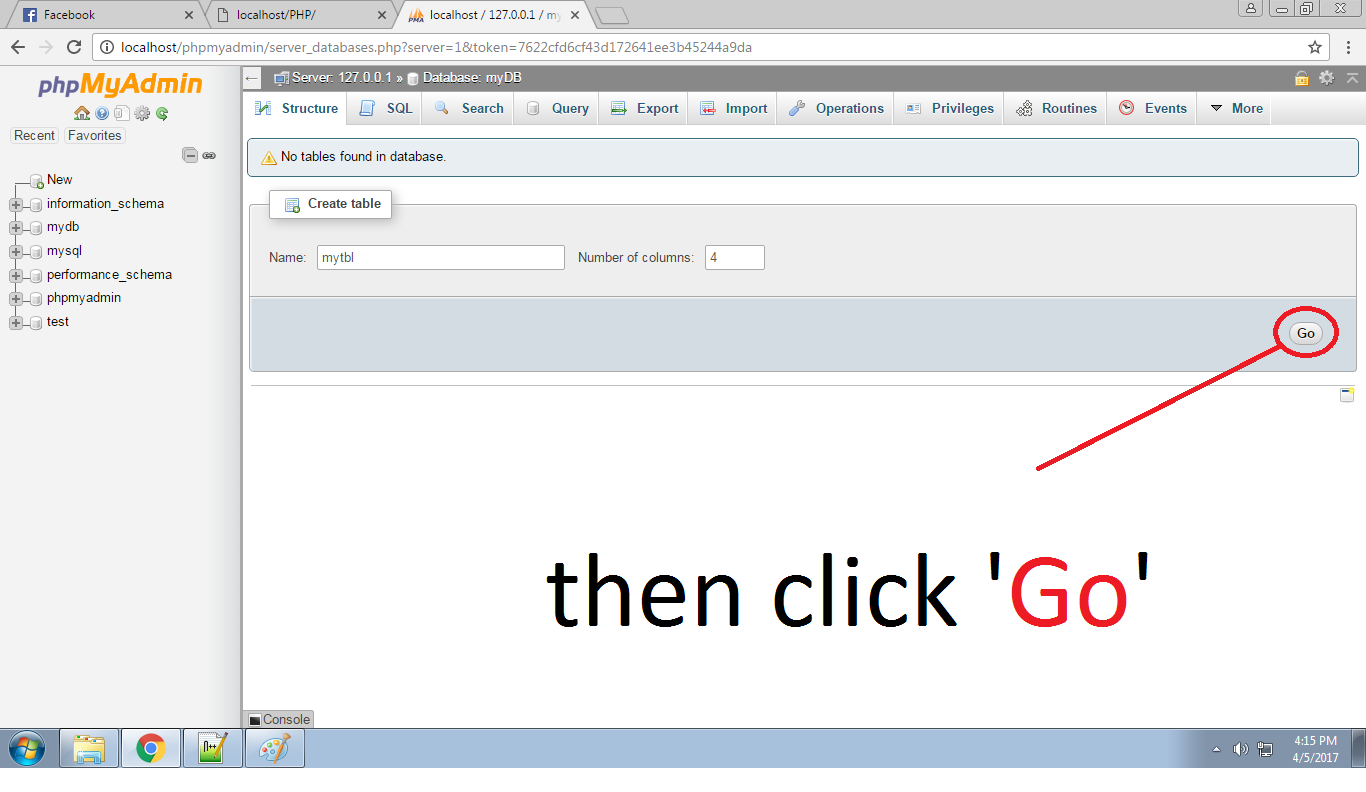 Facebook
localhost/PHP/
localhost / 127.0.0.1 / my
localhost/phpmyadmin/server_databases.php?server=1&token=7622cfd6cf43d172641ee3b45244a9da
phpMyAdmin
Recent Favorites
New
information_schema
mydb
mysql
performance_schema
phpmyadmin
test
Server: 127.0.0.1 » Database: myDB
Structure SQL Search Query Export Import Operations Privileges Routines Events More
No tables found in database.
Create table
Name: mytbl Number of columns: 4
Go
then click 'Go'
Console
4:15 PM
4/5/2017